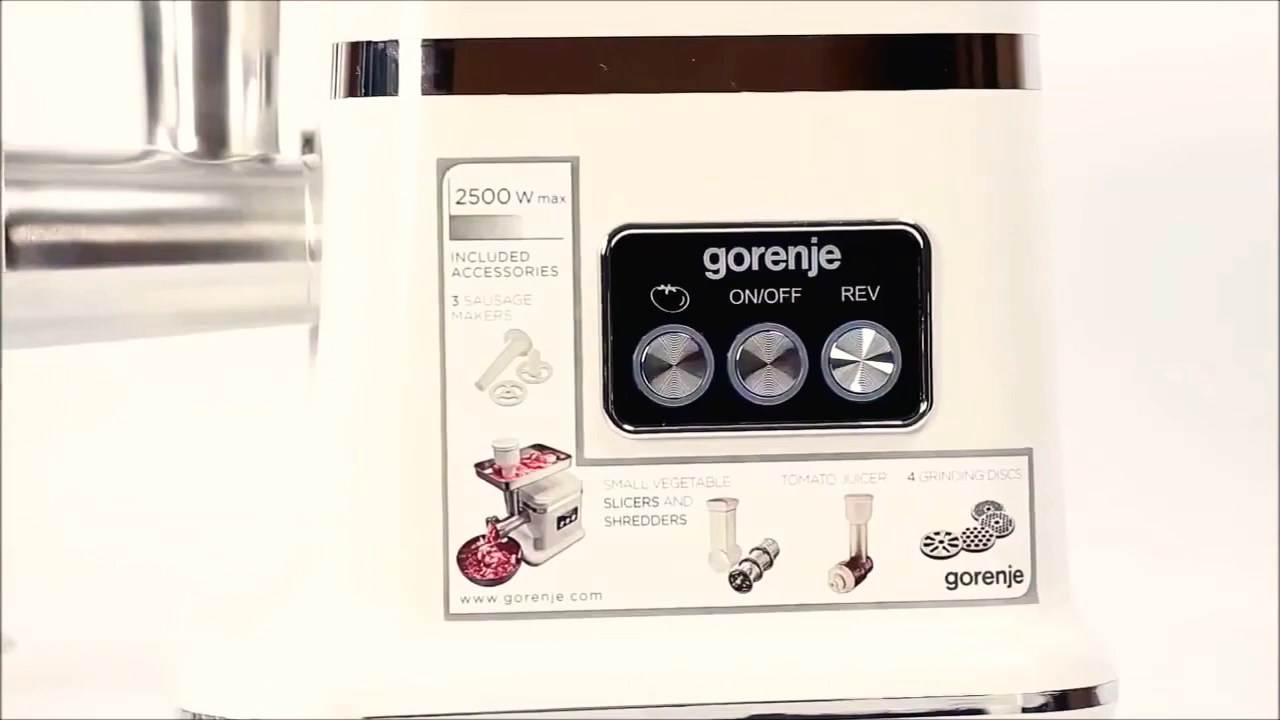 2500 W max
INCLUDED
ACCESSORIES
3 SAUSAGE
MAKERS
gorenje
ON/OFF
REV
SMALL VEGETABLE
SLICERS AND
SHREDDERS
TOMATO JUICER
4 GRINDING DISCS
gorenje
www.gorenje.com